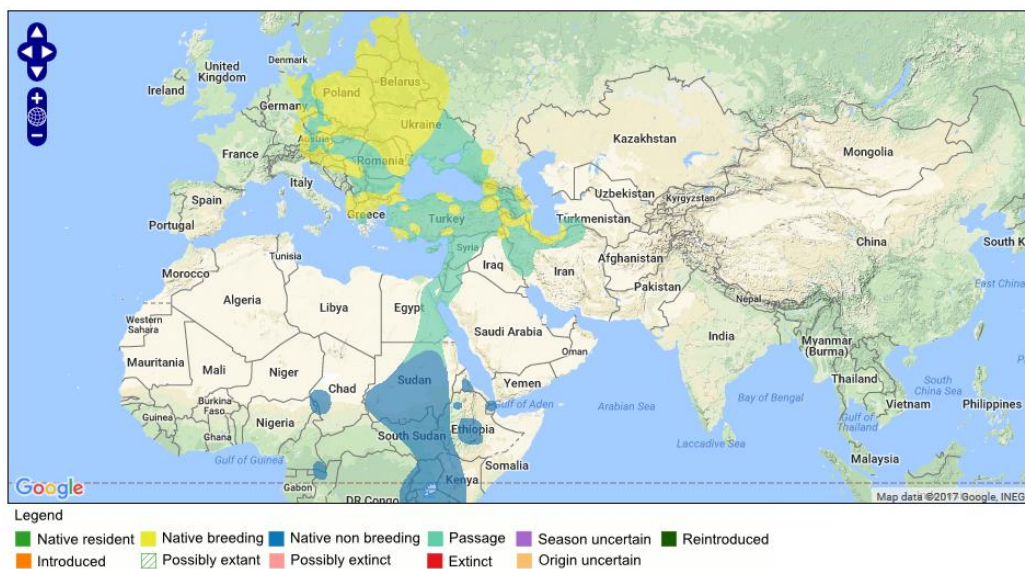 Denmark
United
Kingdom
Ireland
Poland
Belarus
Germany
Ukraine
Austria
France
Romania
Kazakhstan
Mongolia
Italy
Spain
Portugal
Greece
Turkey
Uzbekistan
Kyrgyzstan
Turkmenistan
Syria
Tunisia
Iraq
Iran
Afghanistan
China
South K
Morocco
Pakistan
East China
Algeria
Libya
Egypt
Nepal
Western
Sahara
Saudi Arabia
Oman
India
Myanmar
(Burma)
Mauritania
Mali
Niger
Chad
Sudan
Yemen
Thailand
South
China Sea
Burkina
Faso
Gulf of Aden
Arabian Sea
Bay of Bengal
Vietnam
Philippines
Guinea
Nigeria
Ethiopia
South Sudan
Gulf of
Thailand
Ghana
Laccadive Sea
Somalia
Malaysia
Gulf of Guinea
Gabon
Kenya
DR Congo
Google
Map data ©2017 Google, INEG
Legend
Native resident Native breeding Native non breeding Passage Season uncertain Reintroduced
Introduced Possibly extant Possibly extinct Extinct Origin uncertain